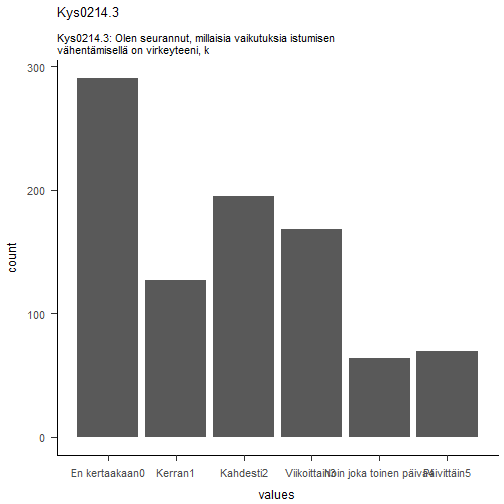 Kys0214.3
Kys0214.3: Olen seurannut, millaisia vaikutuksia istumisen
vähentämisellä on virkeyteeni, k
300
200
100
0
count
En kertaakaan0 Kerran1 Kahdesti2 Viikoittain3 Noin joka toinen päivä4 Päivittäin5
values